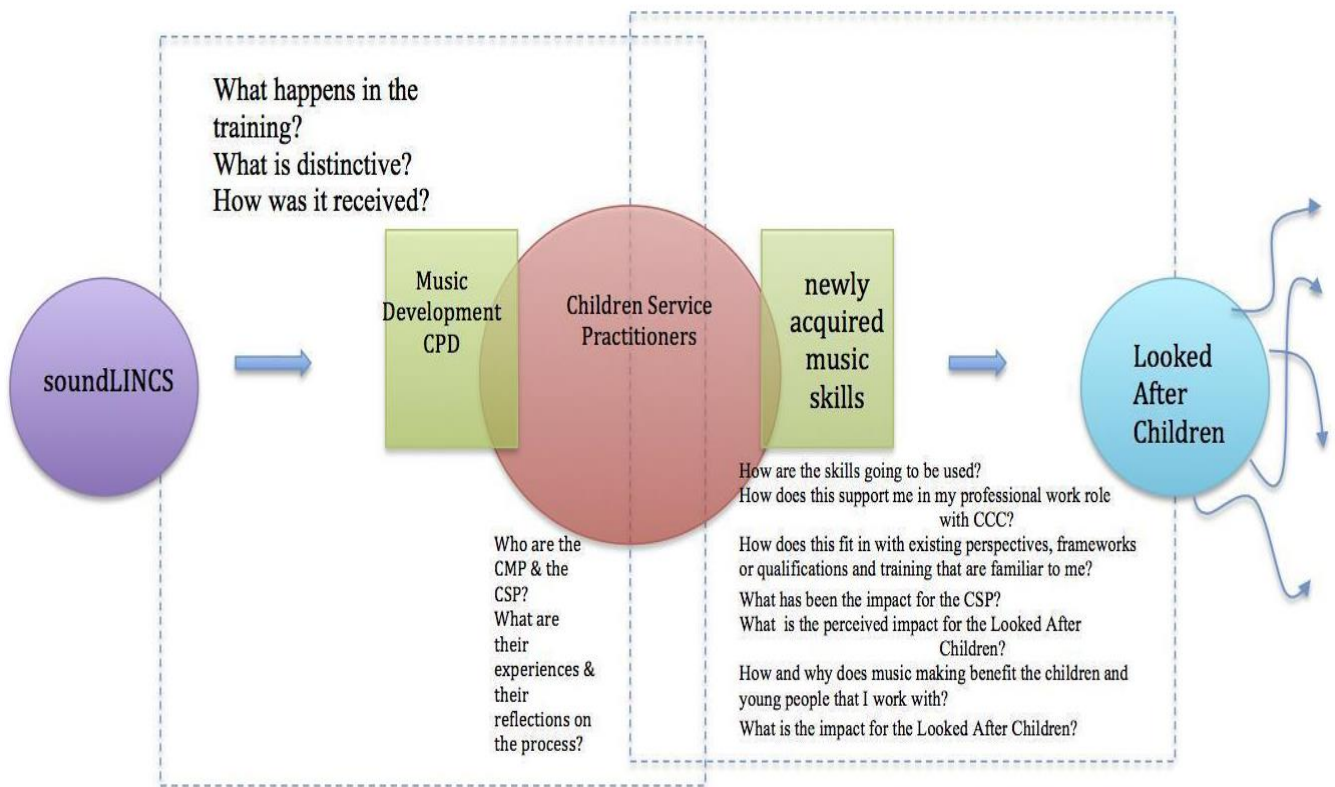 What happens in the
training?
What is distinctive?
How was it received?
soundLINCS
Music
Development
CPD
Children Service
Practitioners
newly
acquired
music
skills
Looked
After
Children
Who are the
CMP & the
CSP?
What are
their
experiences &
their
reflections on
the process?
How are the skills going to be used?
How does this support me in my professional work role
with CCC?
How does this fit in with existing perspectives, frameworks
or qualifications and training that are familiar to me?
What has been the impact for the CSP?
What is the perceived impact for the Looked After
Children?
How and why does music making benefit the children and
young people that I work with?
What is the impact for the Looked After Children?